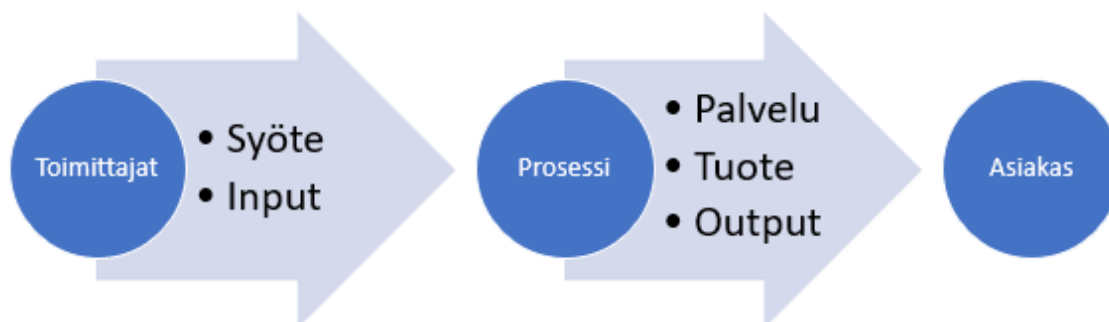 Toimittajat
• Syöte
• Input
Prosessi
• Palvelu
• Tuote
• Output
Asiakas